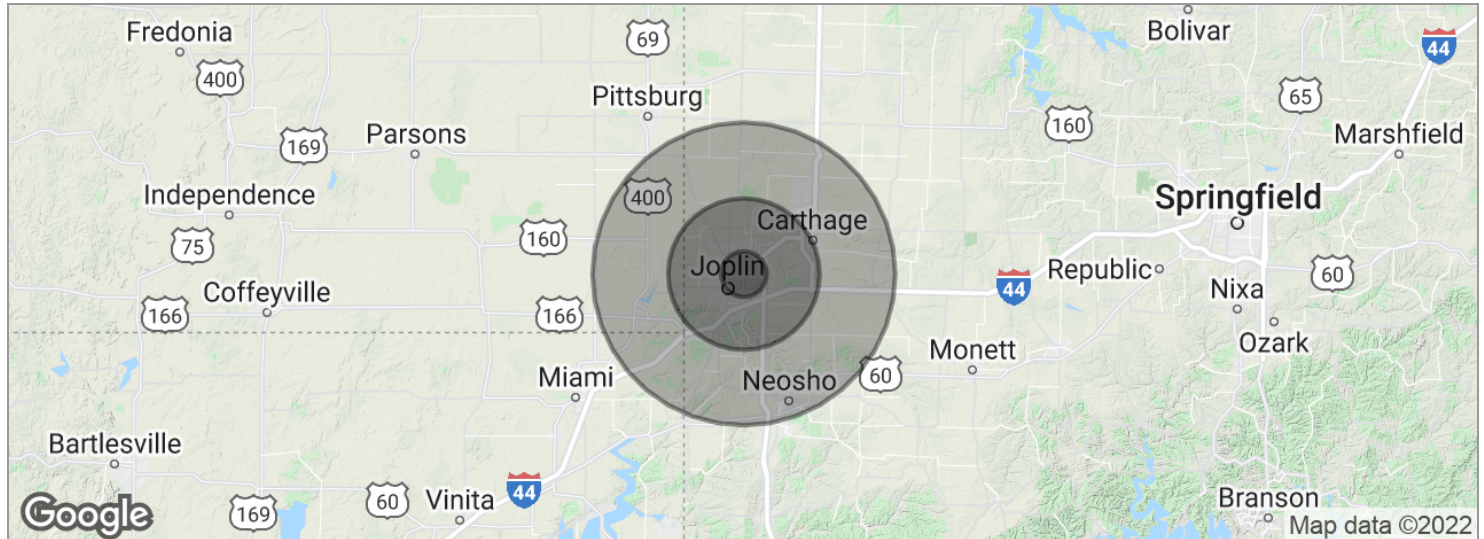 Fredonia
69
Bolivar
44
400
Pittsburg
65
160
169
Parsons
Marshfield
400
Independence
Springfield
Carthage
75
160
Joplin
Republic
60
44
Coffeyville
Nixa
166
166
Ozark
Monett
Miami
Neosho
60
Bartlesville
44
60
Vinita
Branson
169
Google
Map data ©2022